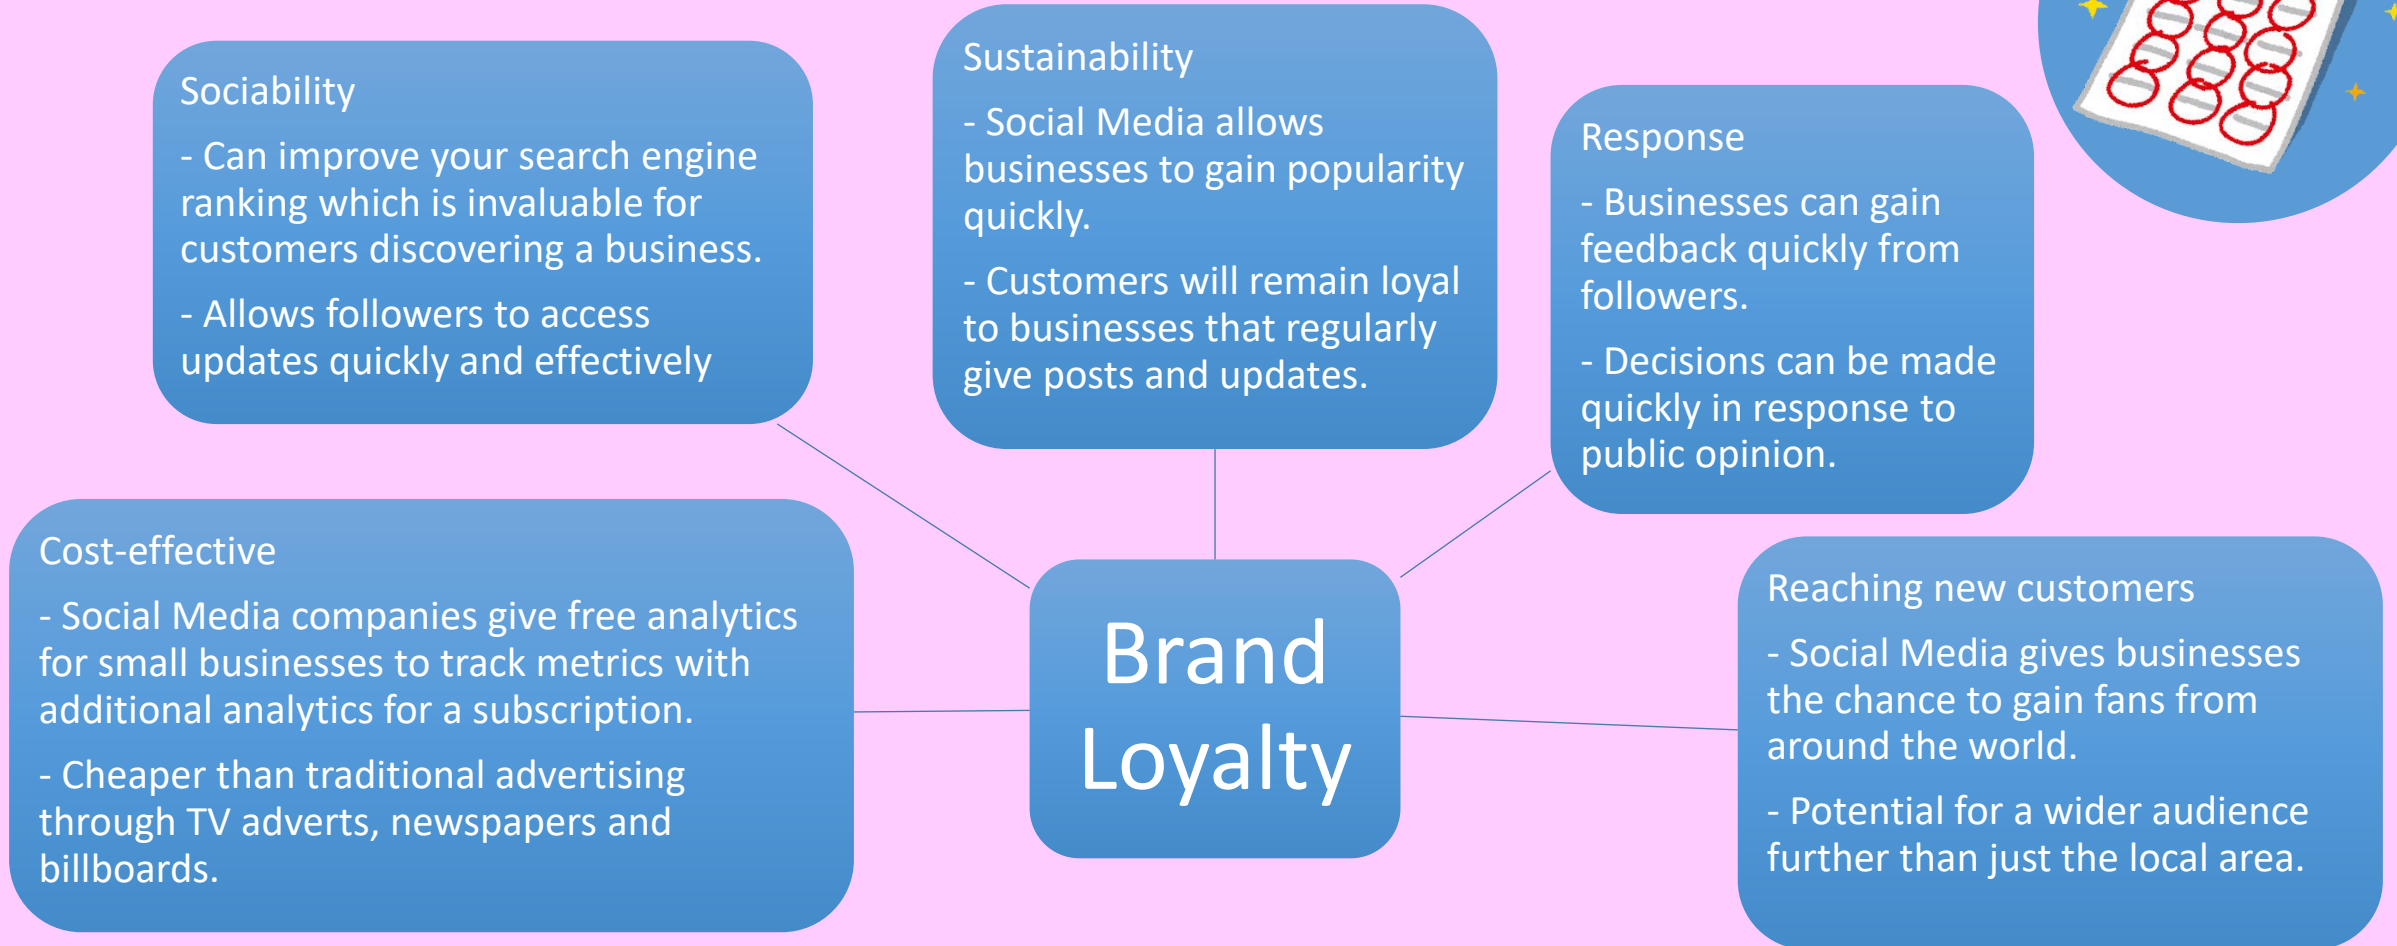 Sociability
- Can improve your search engine
ranking which is invaluable for
customers discovering a business.
- Allows followers to access
updates quickly and effectively
Sustainability
- Social Media allows
businesses to gain popularity
quickly.
- Customers will remain loyal
to businesses that regularly
give posts and updates.
Response
- Businesses can gain
feedback quickly from
followers.
- Decisions can be made
quickly in response to
public opinion.
Cost-effective
- Social Media companies give free analytics
for small businesses to track metrics with
additional analytics for a subscription.
- Cheaper than traditional advertising
through TV adverts, newspapers and
billboards.
Brand
Loyalty
Reaching new customers
- Social Media gives businesses
the chance to gain fans from
around the world.
- Potential for a wider audience
further than just the local area.